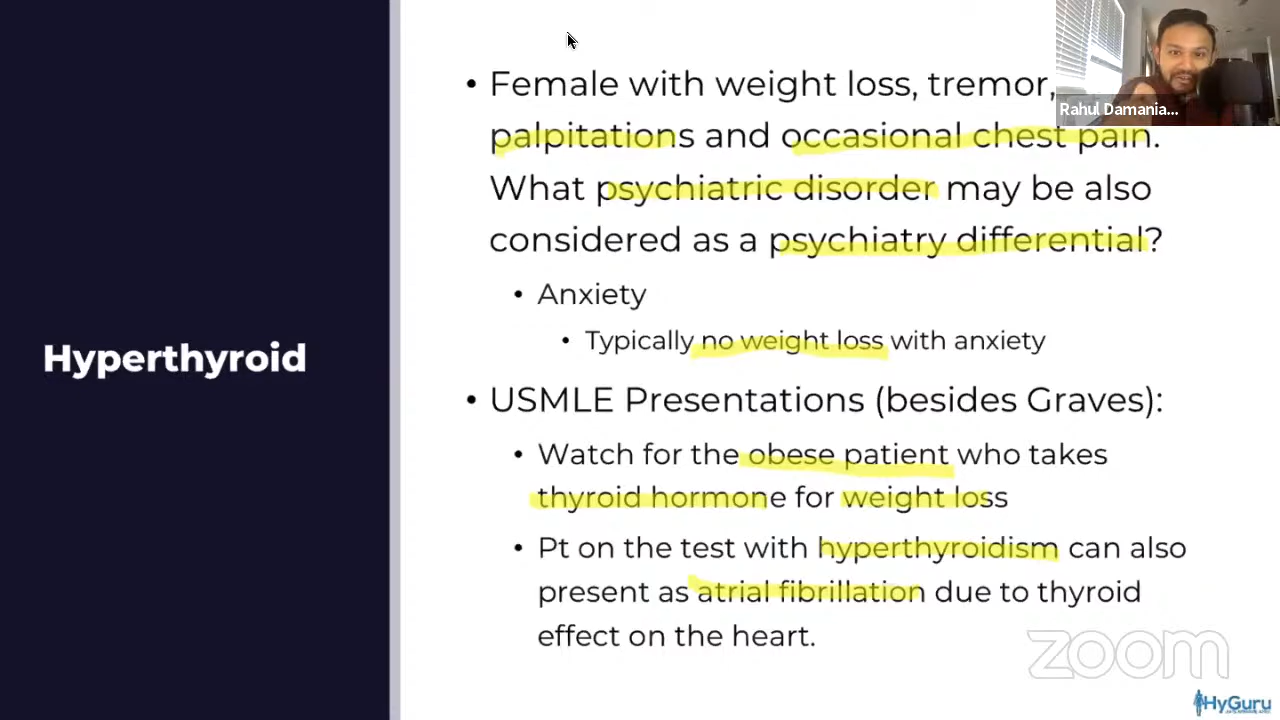 Female with weight loss, tremor,
palpitations and occasional chest pain.
What psychiatric disorder may be also
considered as a psychiatry differential?
Anxiety
Typically no weight loss with anxiety
Hyperthyroid
USMLE Presentations (besides Graves):
Watch for the obese patient who takes
thyroid hormone for weight loss
Pt on the test with hyperthyroidism can also
present as atrial fibrillation due to thyroid
effect on the heart.
Rahul Damania...
zoom
HyGuru